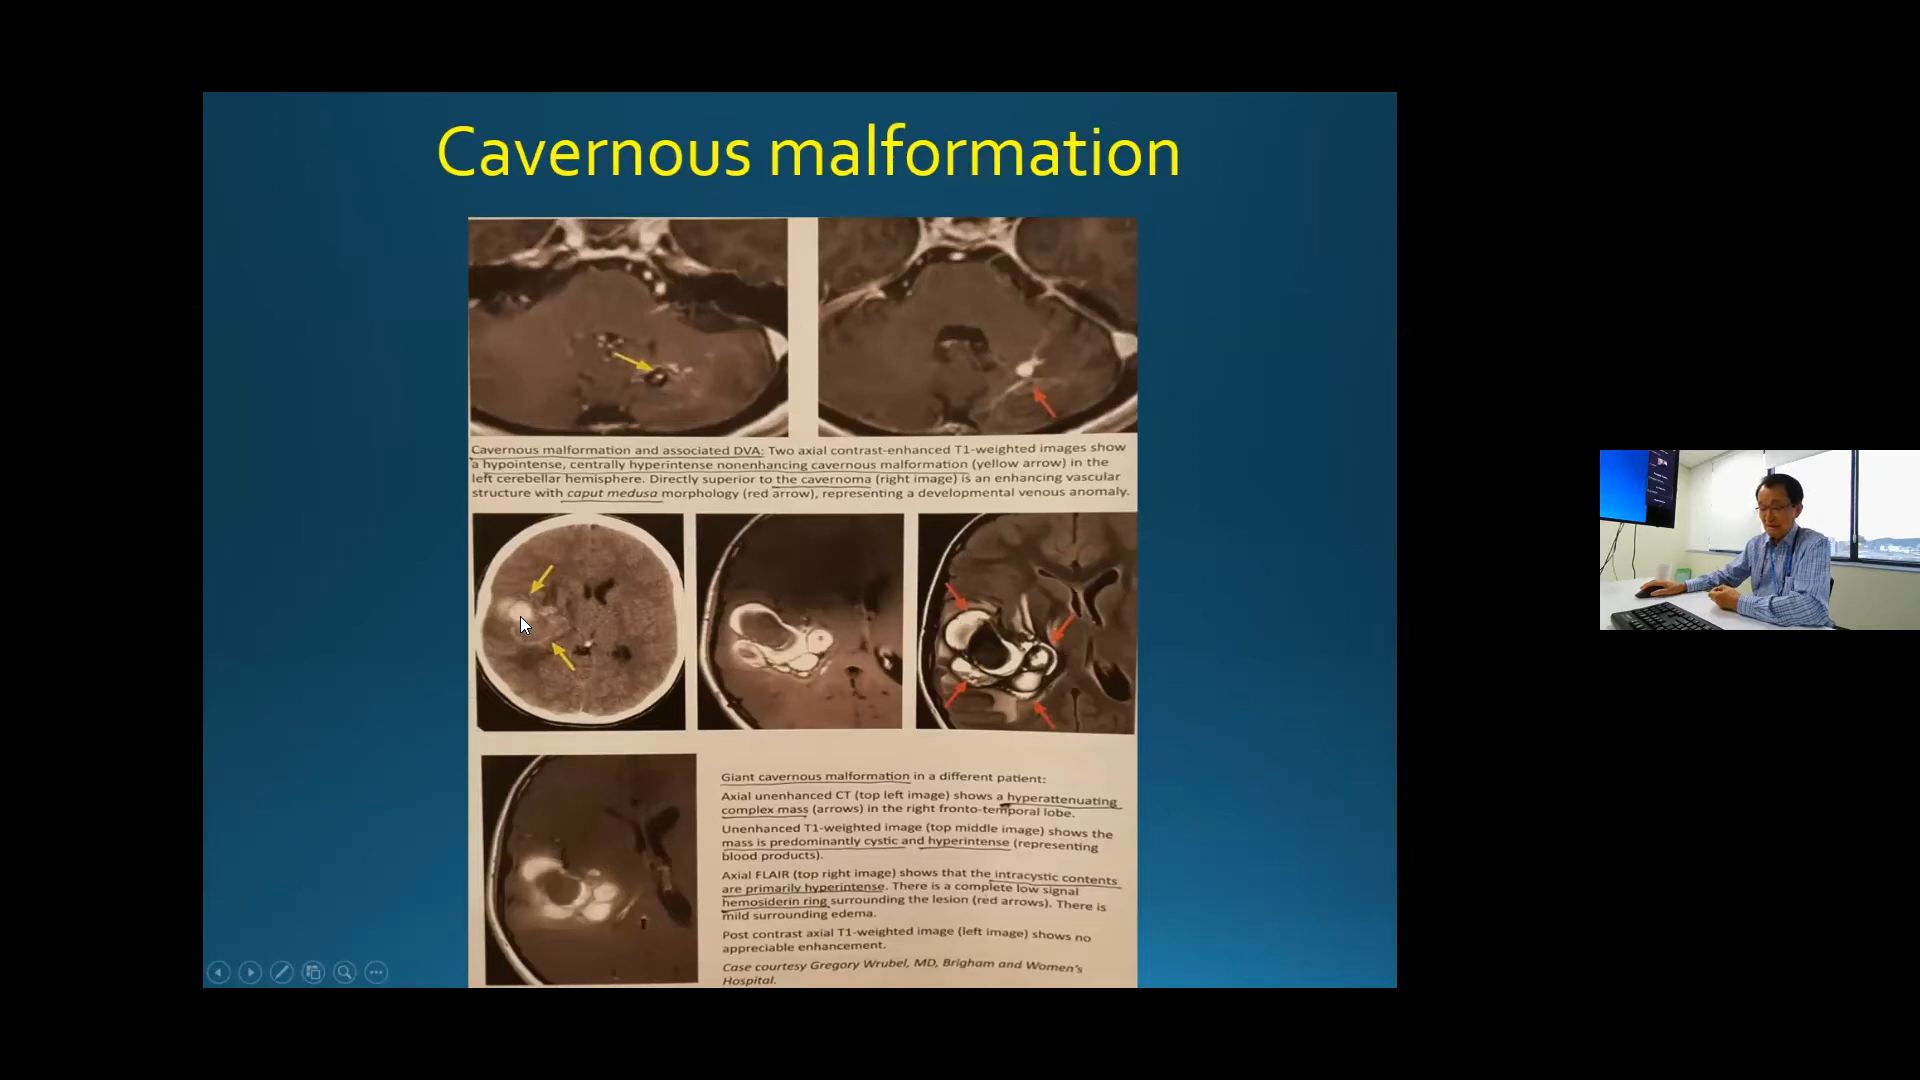 Cavernous malformation
Cavernous malformation and associated DVA: Two axial contrast-enhanced T1-weighted images show
a hypointense, centrally hyperintense nonenhancing cavernous malformation (yellow arrow) in the
left cerebellar hemisphere. Directly superior to the cavernoma (right image) is an enhancing vascular
structure with caput medusa morphology (red arrow), representing a developmental venous anomaly.
Giant cavernous malformation in a different patient:
Axial unenhanced CT (top left image) shows a hyperattenuating
complex mass (arrows) in the right fronto-temporal lobe.
Unenhanced T1-weighted image (top middle image) shows the
mass is predominantly cystic and hyperintense (representing
blood products).
Axial FLAIR (top right image) shows that the intracystic contents
are primarily hyperintense. There is a complete low signal
hemosiderin ring surrounding the lesion (red arrows). There is
mild surrounding edema.
Post contrast axial T1-weighted image (left image) shows no
appreciable enhancement.
Case courtesy Gregory Wrubel, MD, Brigham and Women's
Hospital.